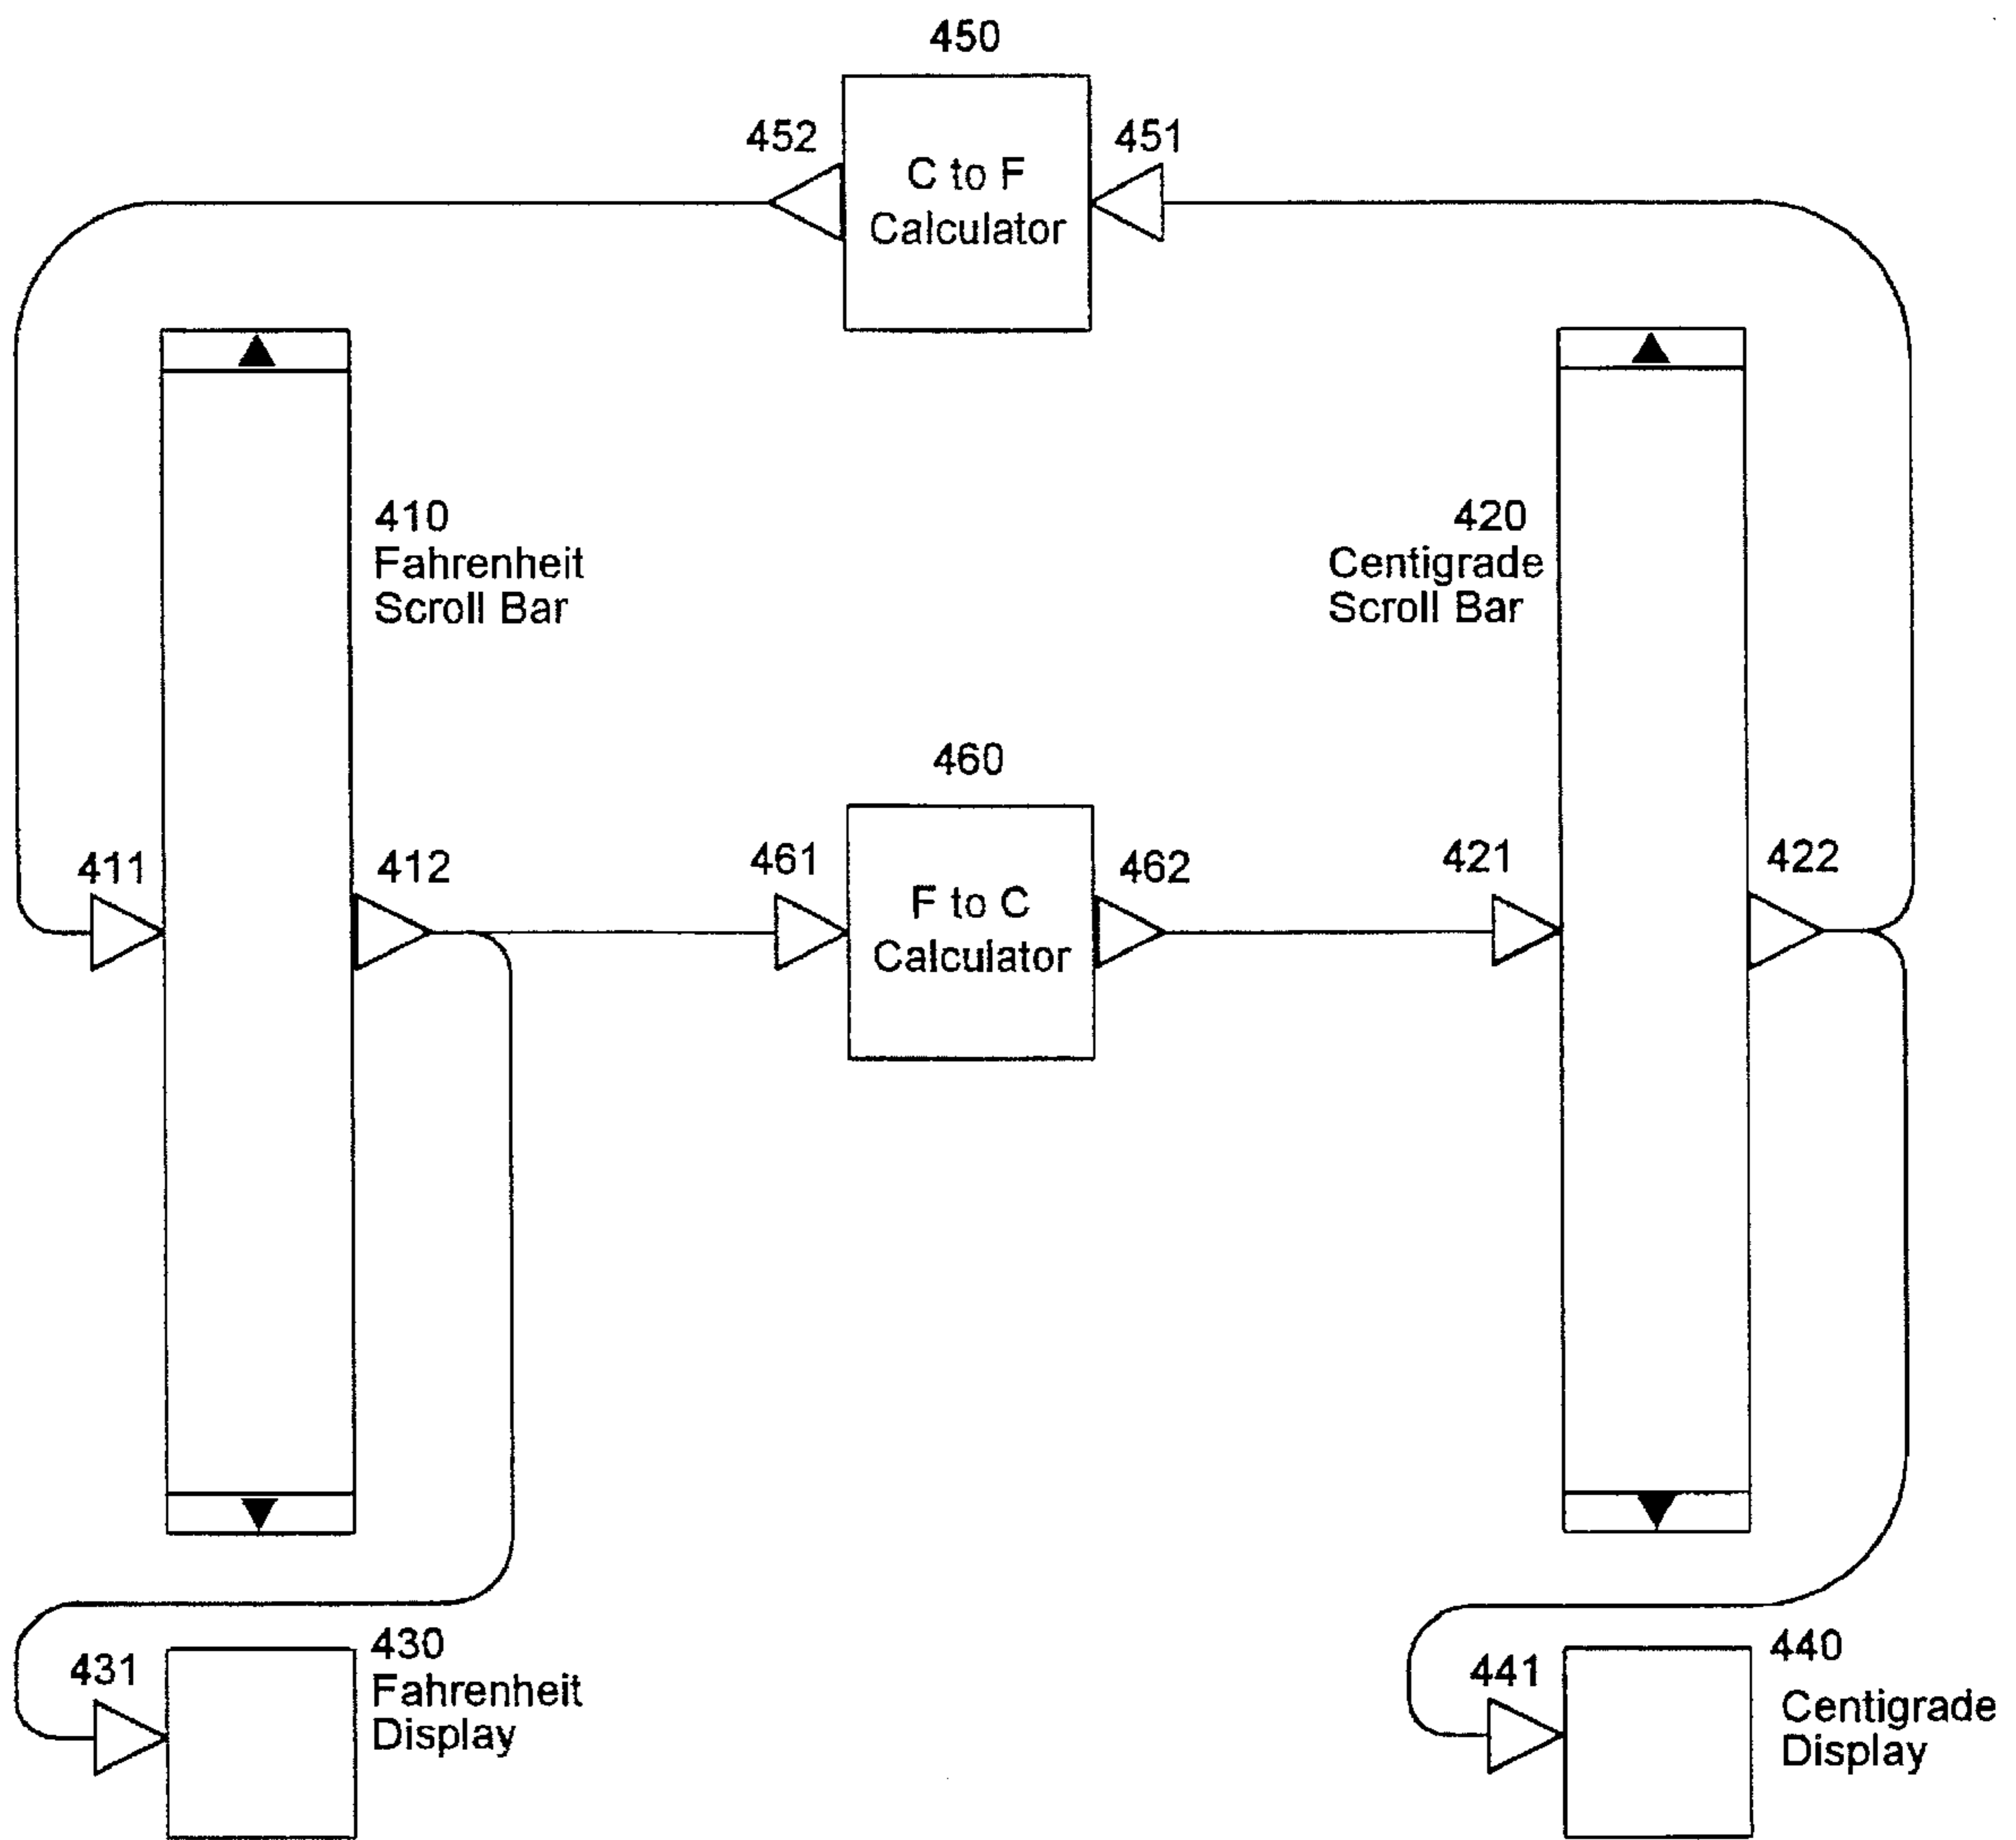 450
452
451
C to F
Calculator
410
Fahrenheit
Scroll Bar
420
Centigrade
Scroll Bar
460
411
412
461
462
421
422
F to C
Calculator
430
Fahrenheit
Display
431
440
Centigrade
Display
441